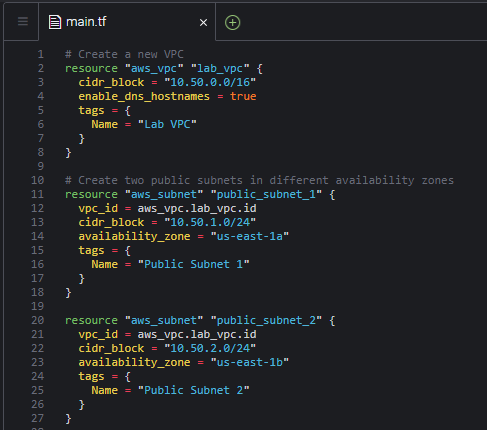 main.tf
1 # Create a new VPC
2 resource "aws_vpc" "lab_vpc" {
3 cidr_block = "10.50.0.0/16"
4 enable_dns_hostnames = true
5 tags = {
6 Name = "Lab VPC"
7 }
8 }
9
10 # Create two public subnets in different availability zones
11 resource "aws_subnet" "public_subnet_1" {
12 vpc_id = aws_vpc.lab_vpc.id
13 cidr_block = "10.50.1.0/24"
14 availability_zone = "us-east-1a"
15 tags = {
16 Name = "Public Subnet 1"
17 }
18 }
19
20 resource "aws_subnet" "public_subnet_2" {
21 vpc_id = aws_vpc.lab_vpc.id
22 cidr_block = "10.50.2.0/24"
23 availability_zone = "us-east-1b"
24 tags = {
25 Name = "Public Subnet 2"
26 }
27 }